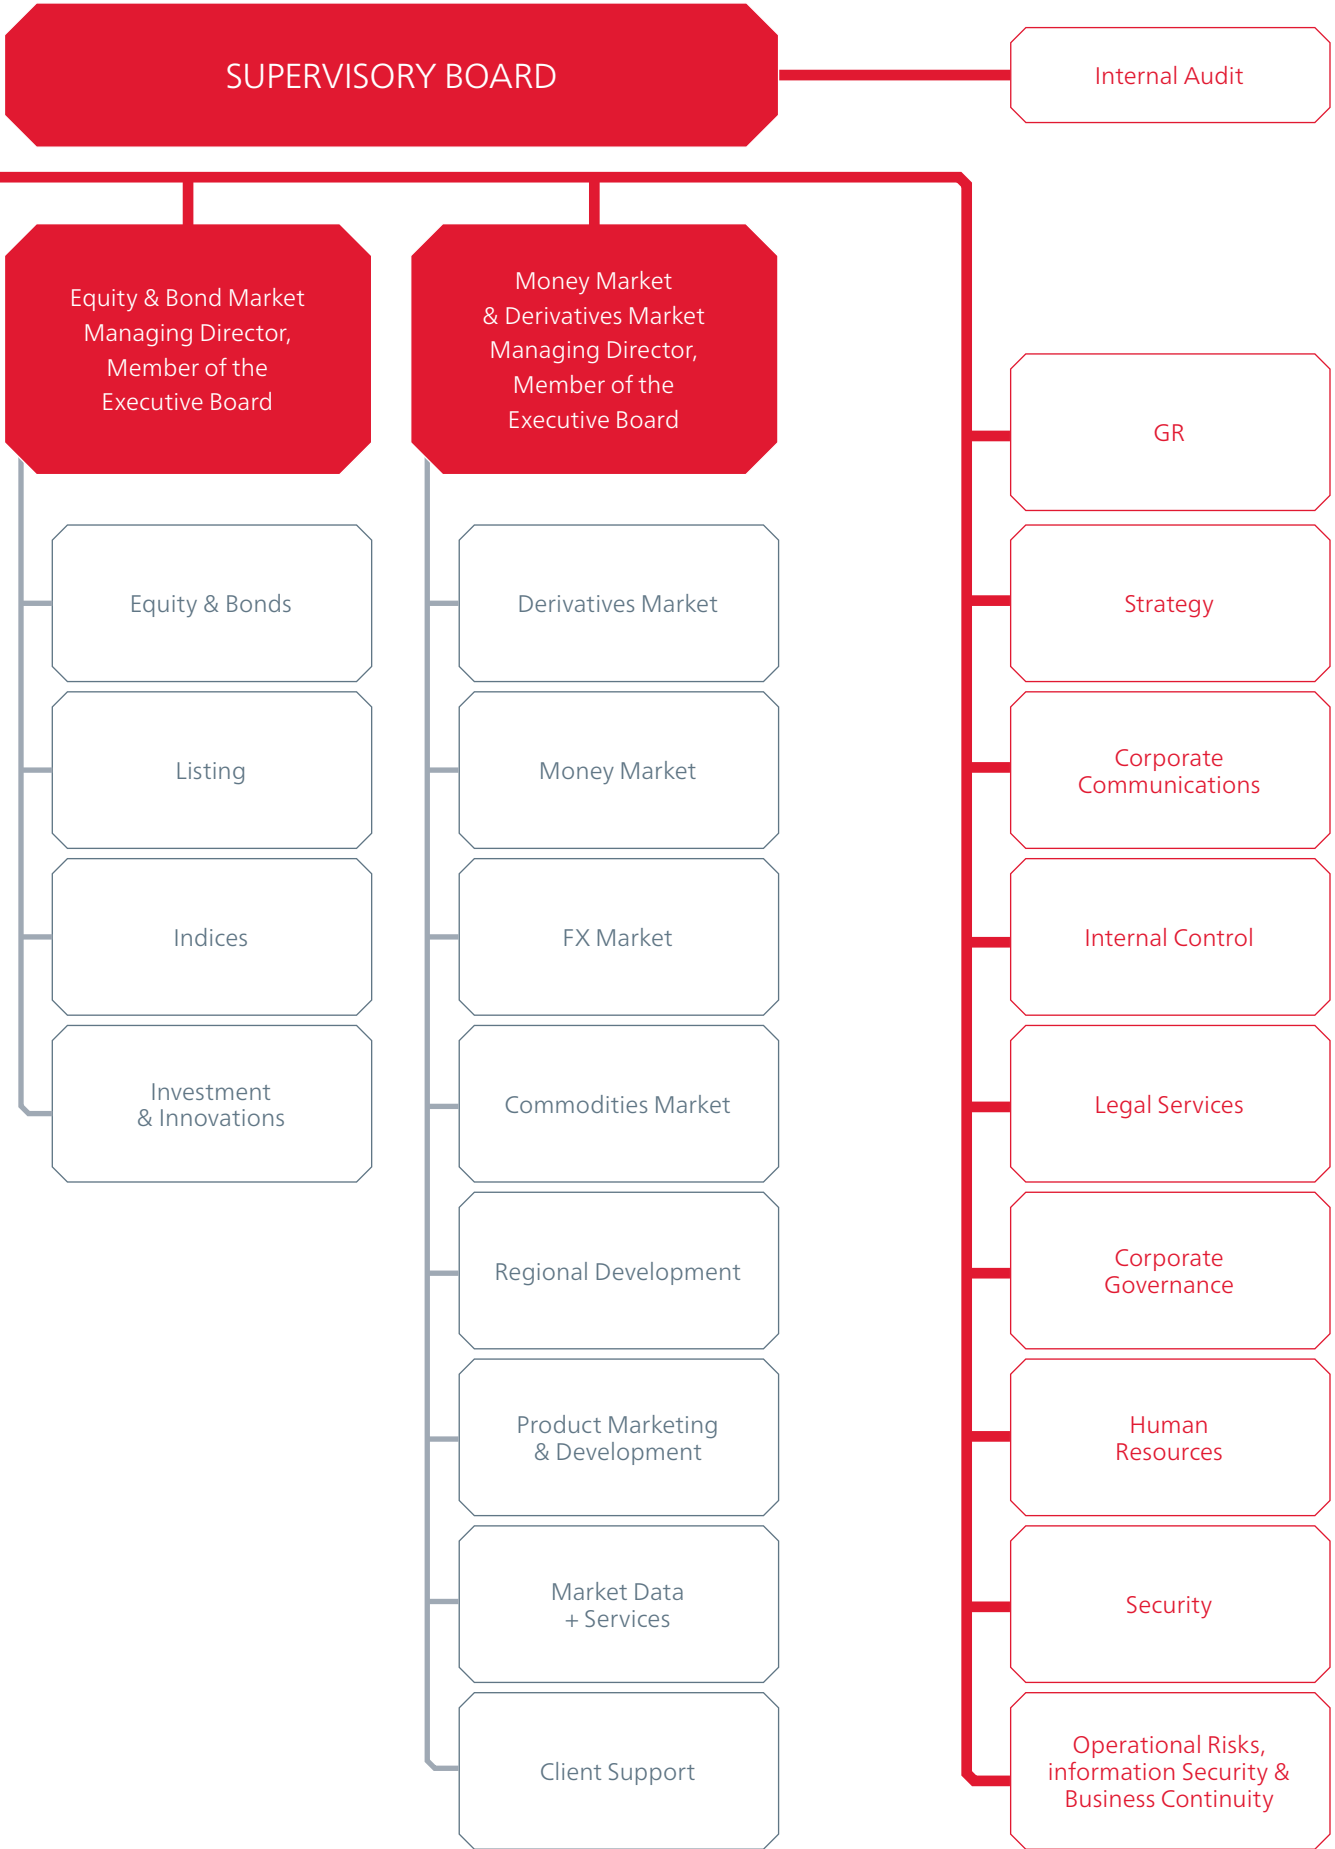 SUPERVISORY BOARD
Internal Audit
Equity & Bond Market
Managing Director,
Member of the
Executive Board
Money Market
& Derivatives Market
Managing Director,
Member of the
Executive Board
Equity & Bonds
Listing
Indices
Investment
& Innovations
Derivatives Market
Money Market
FX Market
Commodities Market
Regional Development
Product Marketing
& Development
Market Data
+ Services
Client Support
GR
Strategy
Corporate
Communications
Internal Control
Legal Services
Corporate
Governance
Human
Resources
Security
Operational Risks,
information Security &
Business Continuity